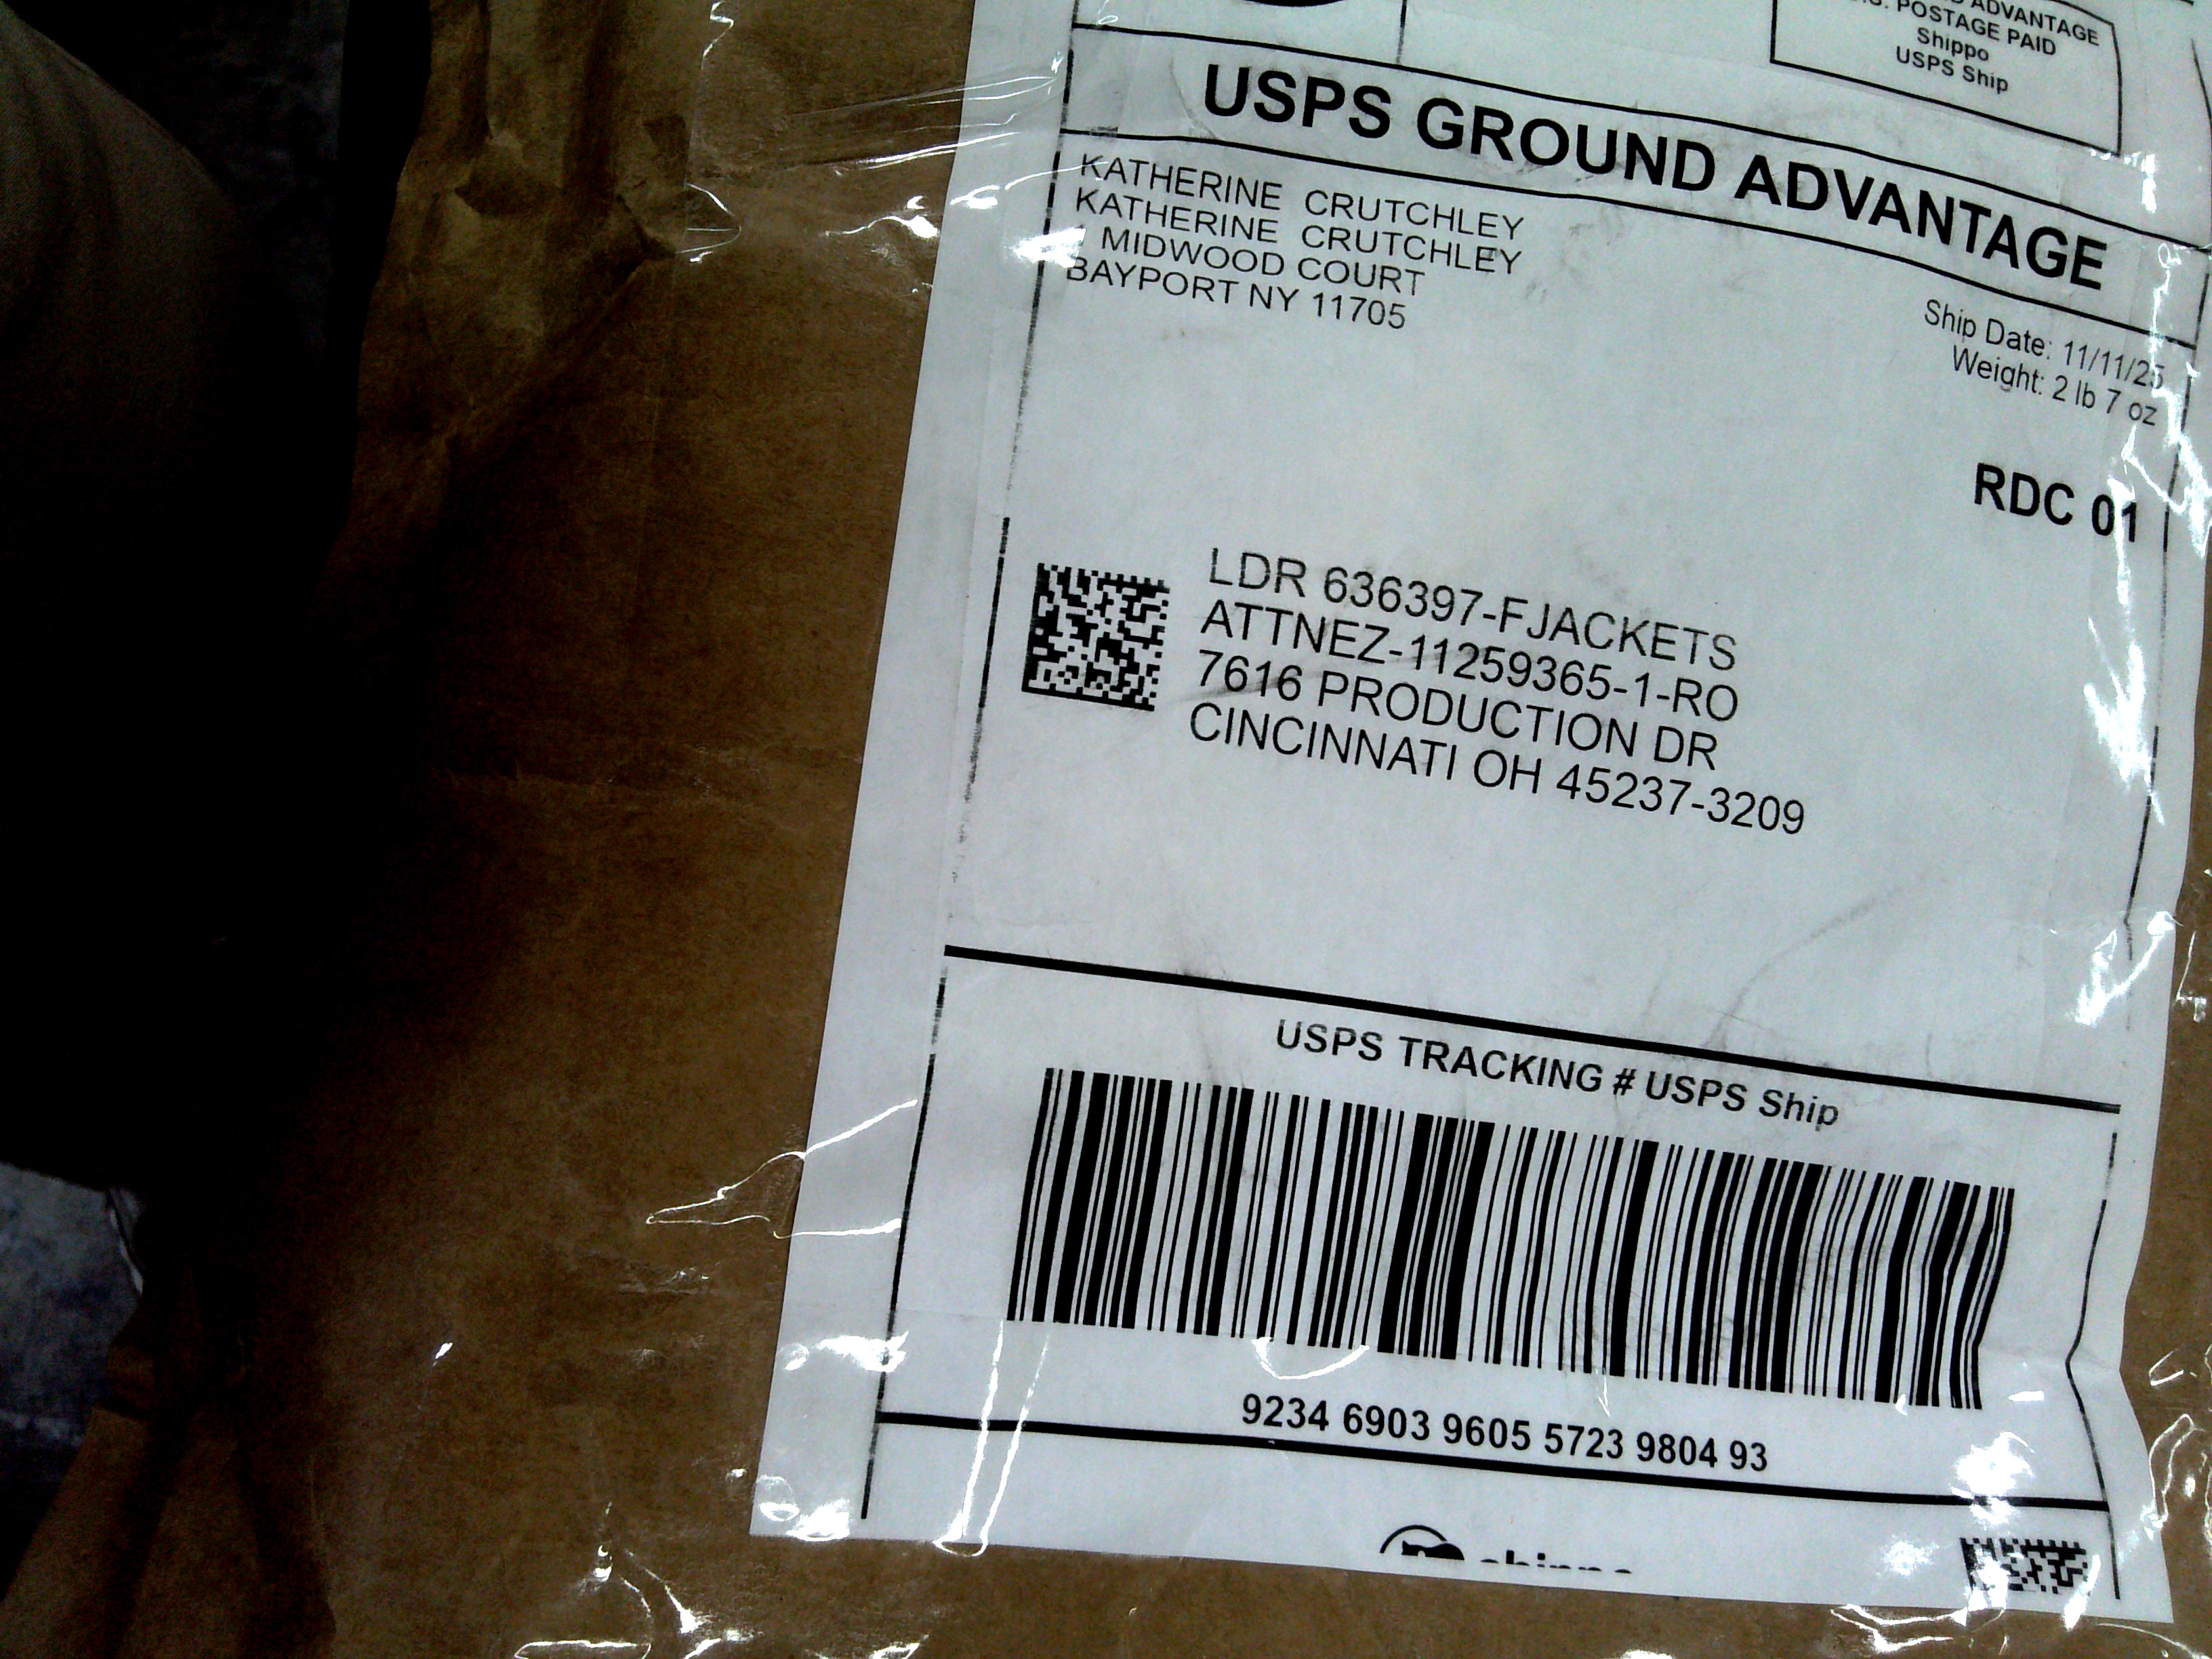 ADVANTAGE
POSTAGE PAID
Shippo
USPS Ship
USPS GROUND ADVANTAGE
KATHERINE CRUTCHLEY
KATHERINE CRUTCHLEY
MIDWOOD COURT
BAYPORT NY 11705
Ship Date: 11/11/25
Weight: 2 lb 7 oz
RDC 01
LDR 636397-FJACKETS
ATTNEZ-11259365-1-RO
7616 PRODUCTION DR
CINCINNATI OH 45237-3209
USPS TRACKING # USPS Ship
9234 6903 9605 5723 9804 93